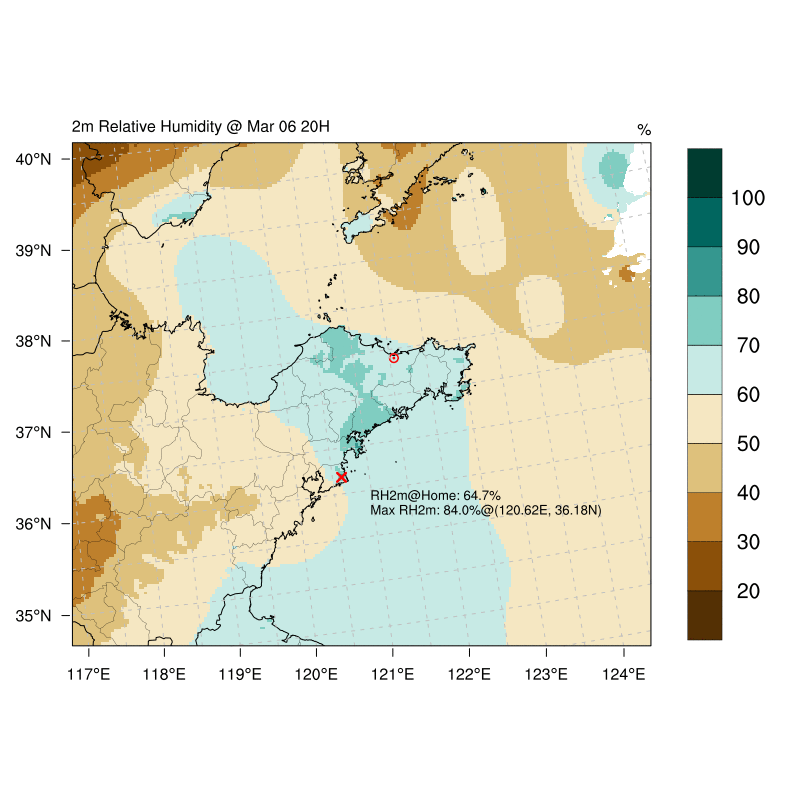 2m Relative Humidity @ Mar 06 20H
%
40°N
39°N
38°N
37°N
36°N
35°N
117°E
118°E
119°E
120°E
121°E
122°E
123°E
124°E
RH2m@Home: 64.7%
Max RH2m: 84.0%@(120.62E, 36.18N)
100
90
80
70
60
50
40
30
20